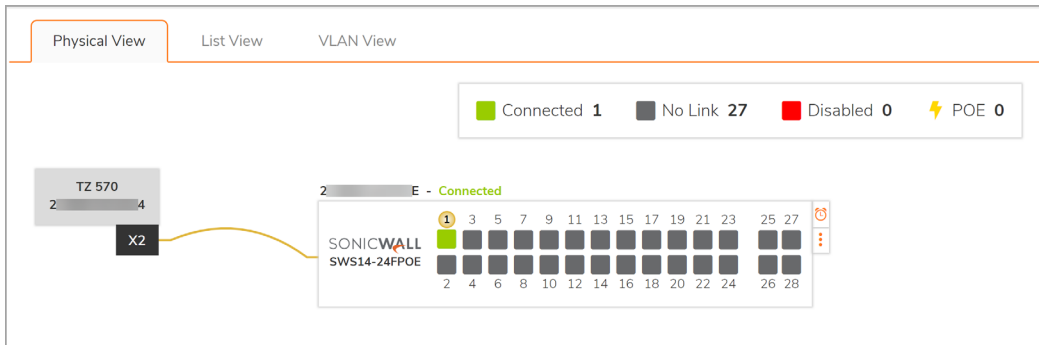 Physical View List View VLAN View
Connected 1 No Link 27 Disabled 0 POE 0
TZ 570
2 4
X2
2 E - Connected
1 3 5 7 9 11 13 15 17 19 21 23 25 27
SONICWALL
SWS14-24FPOE
2 4 6 8 10 12 14 16 18 20 22 24 26 28